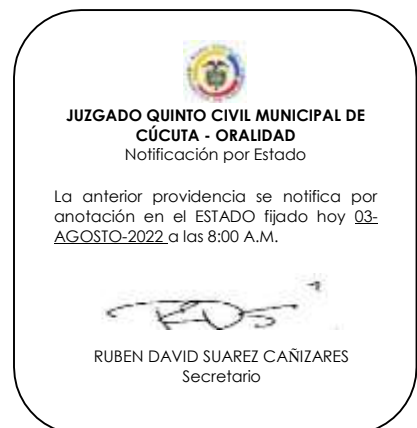 JUZGADO QUINTO CIVIL MUNICIPAL DE
CÚCUTA - ORALIDAD
Notificación por Estado
La anterior providencia se notifica por
anotación en el ESTADO fijado hoy 03-
AGOSTO-2022 a las 8:00 A.M.
RUBEN DAVID SUAREZ CAÑIZARES
Secretario